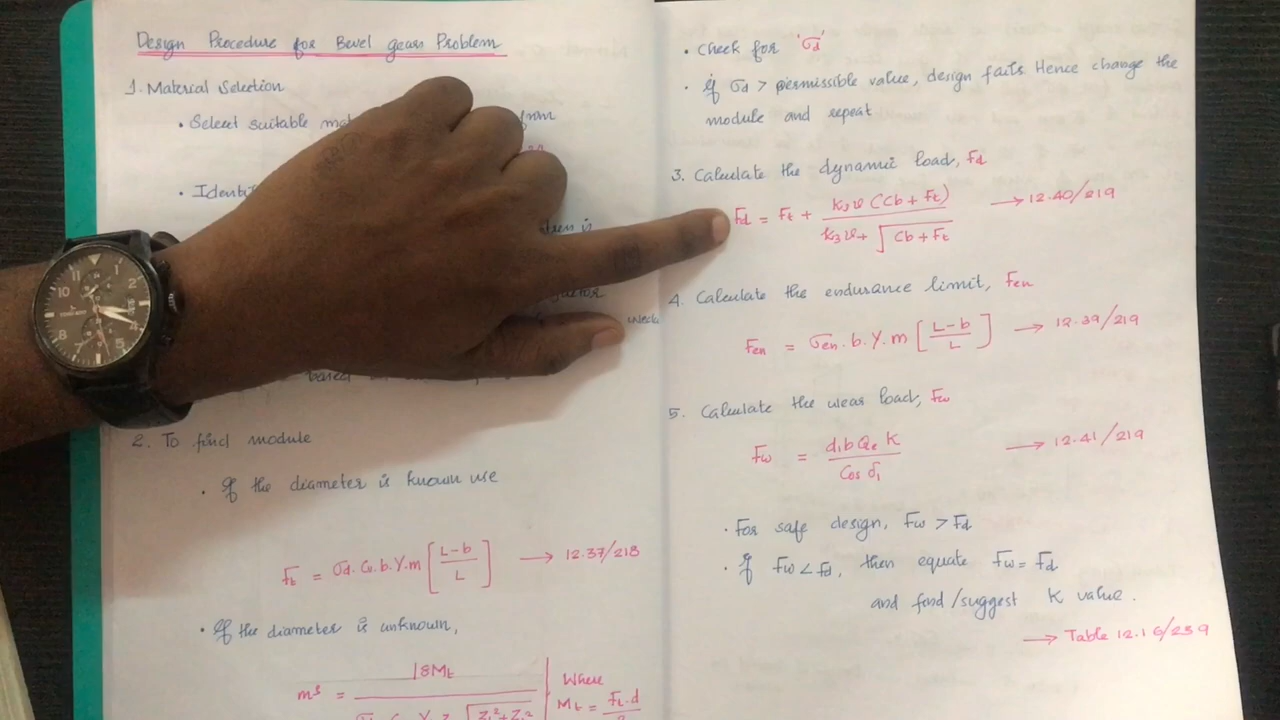 Design Procedure for Bevel gears Problem
1. Material Selection
• Select suitable
• Identi
2. To find module
• If the diameter is known use
Ft = σd. Cv. b. Y. m [L-b / L] → 12.37/218
• If the diameter is unknown,
m³ = 18Mt
Where
Mt = Ft.d
• Check for 'σd'
• if σd > permissible value, design fails. Hence change the
module and repeat
3. Calculate the dynamic load, Fd
Fd = Ft + K3v (Cb + Ft) / K3v + √Cb + Ft → 12.40/219
4. Calculate the endurance limit, Fen
Fen = σen. b. Y. m [L-b / L] → 12.39/219
5. Calculate the wear load, Fw
Fw = d1 b Qe K / Cos δ1 → 12.41/219
• For safe design, Fw > Fd
• If Fw < Fd, then equate Fw = Fd
and find/suggest K value.
→ Table 12.16/239